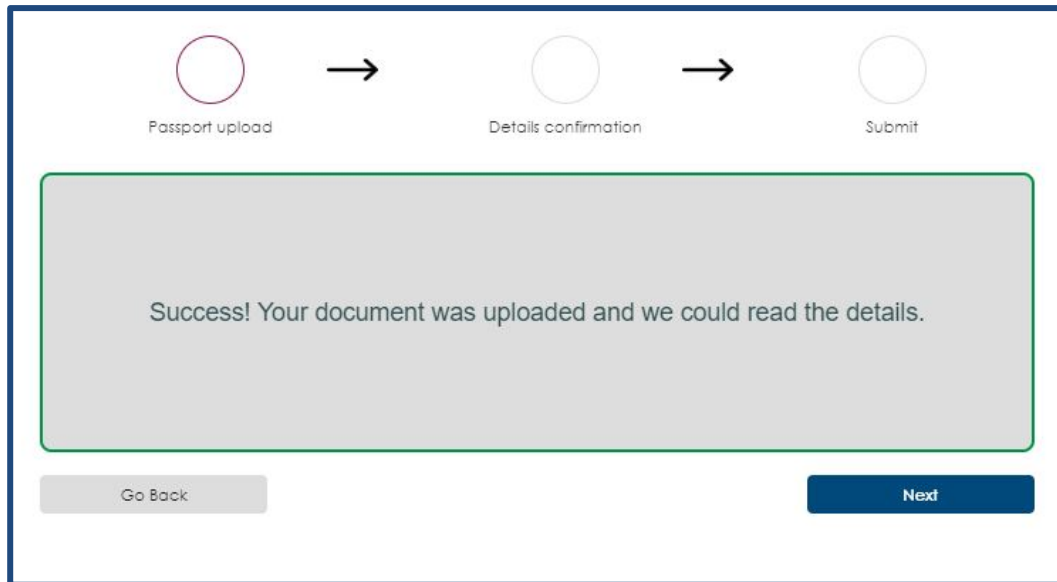 Passport upload
Details confirmation
Submit
Success! Your document was uploaded and we could read the details.
Go Back
Next